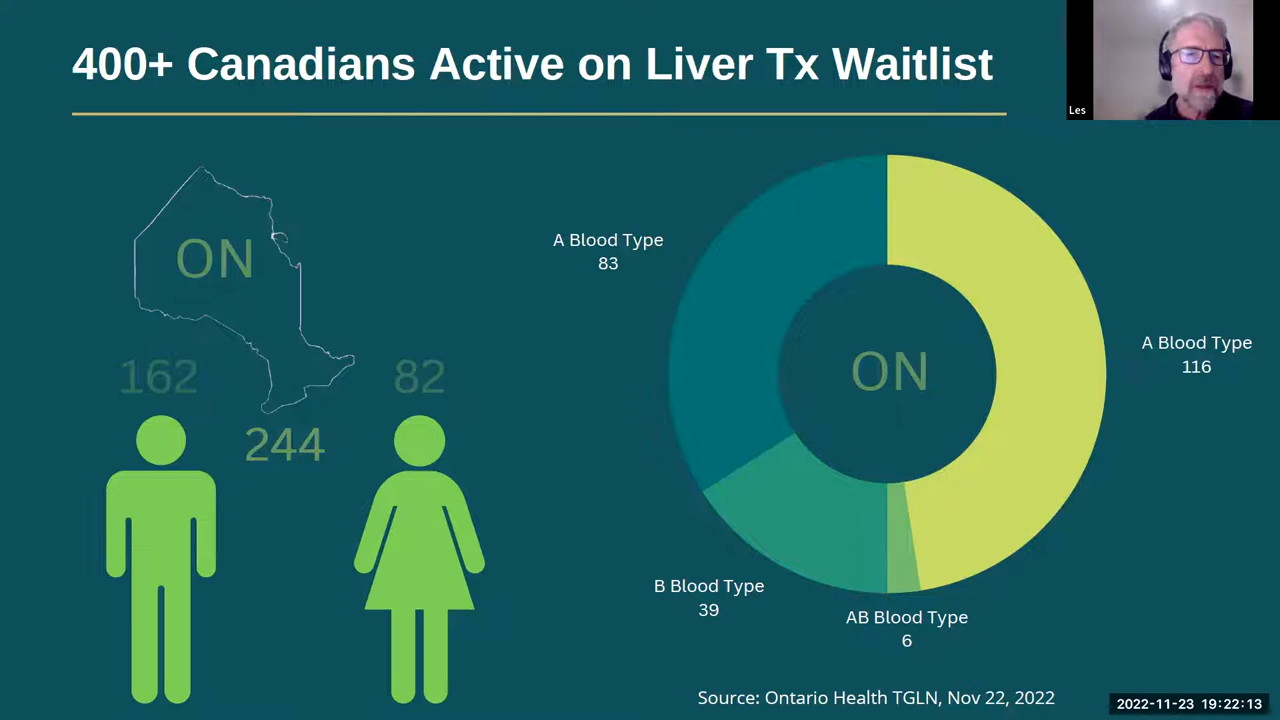 400+ Canadians Active on Liver Tx Waitlist
Les
ON
162
82
244
A Blood Type
83
ON
A Blood Type
116
B Blood Type
39
AB Blood Type
6
Source: Ontario Health TGLN, Nov 22, 2022
2022-11-23 19:22:13